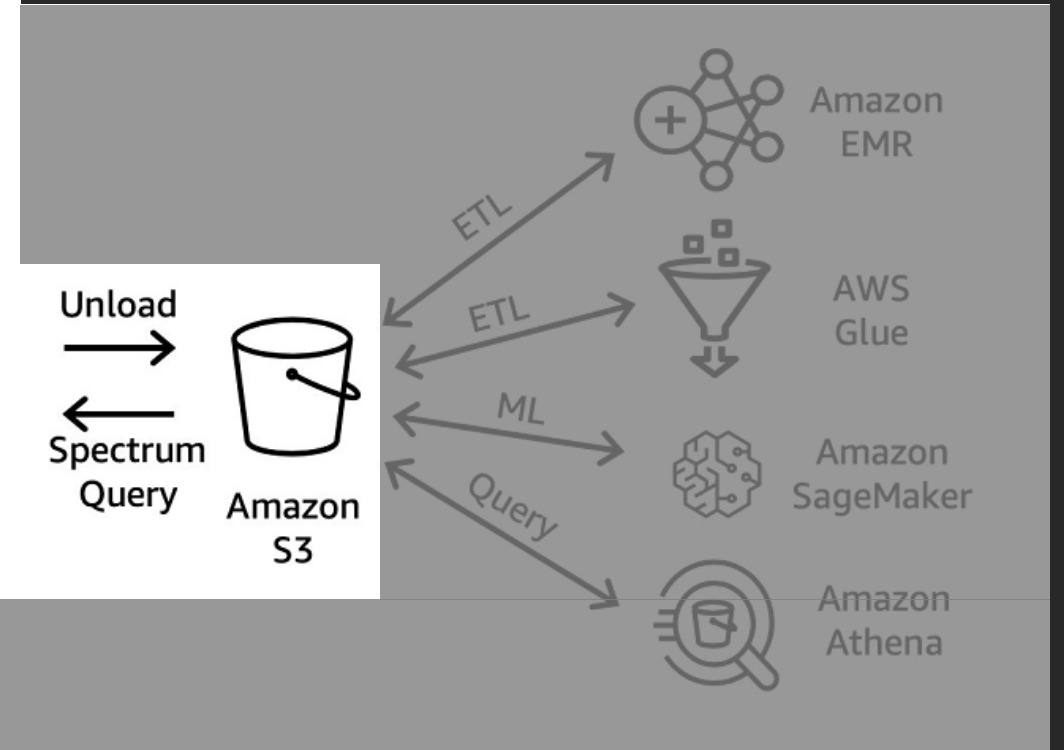 Unload
Spectrum
Query
Amazon
S3
ETL
ETL
ML
Query
Amazon
EMR
AWS
Glue
Amazon
SageMaker
Amazon
Athena